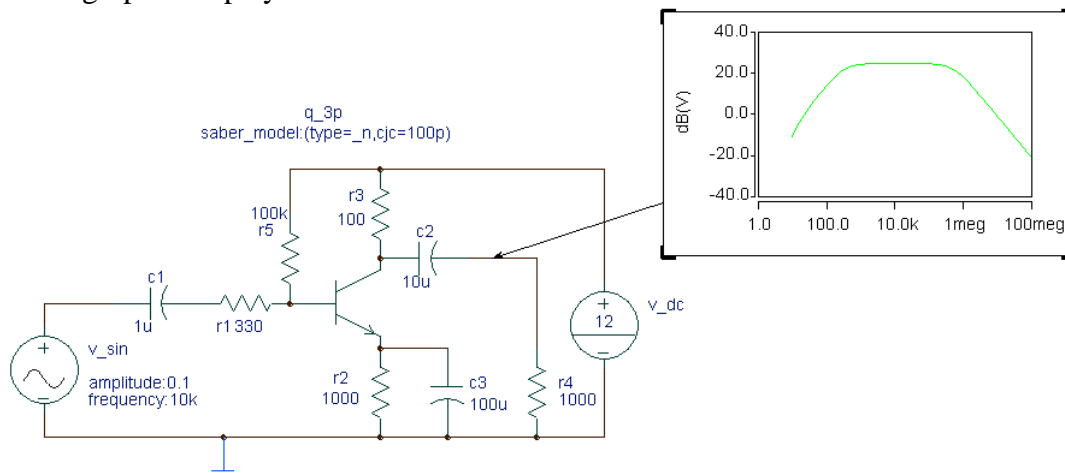 q_3p
saber_model:(type=_n,cjc=100p)
40.0
20.0
0.0
-20.0
-40.0
dB(V)
1.0 100.0 10.0k 1meg 100meg
r3
100
100k
r5
c2
10u
c1
1u
r1 330
v_sin
amplitude:0.1
frequency:10k
r2
1000
c3
100u
r4
1000
12
v_dc